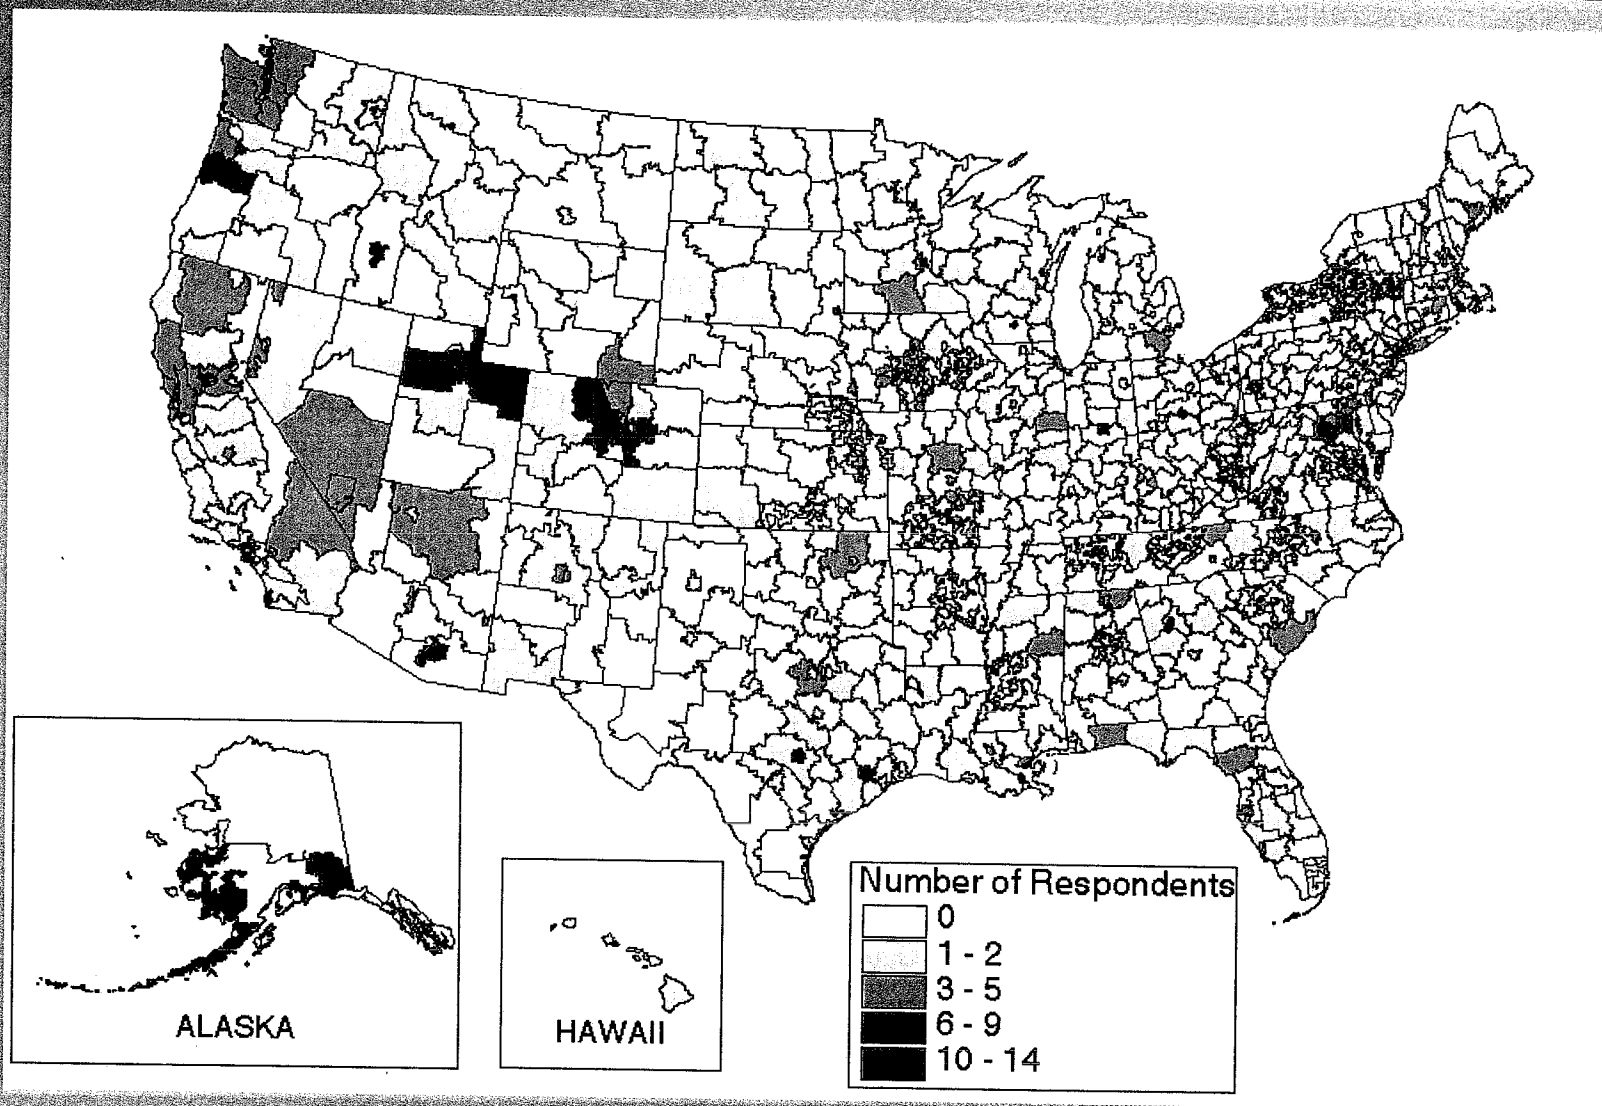 Number of Respondents
0
1 - 2
3 - 5
6 - 9
10 - 14
ALASKA
HAWAII